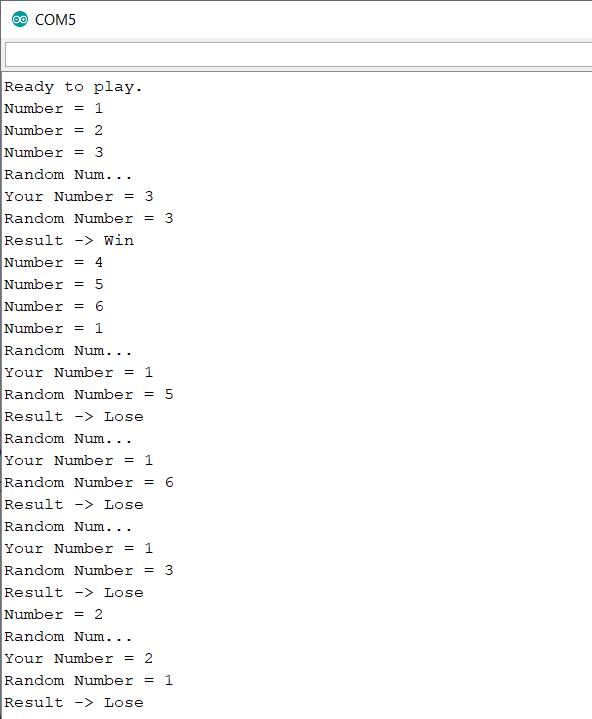 COM5
Ready to play.
Number = 1
Number = 2
Number = 3
Random Num...
Your Number = 3
Random Number = 3
Result -> Win
Number = 4
Number = 5
Number = 6
Number = 1
Random Num...
Your Number = 1
Random Number = 5
Result -> Lose
Random Num...
Your Number = 1
Random Number = 6
Result -> Lose
Random Num...
Your Number = 1
Random Number = 3
Result -> Lose
Number = 2
Random Num...
Your Number = 2
Random Number = 1
Result -> Lose